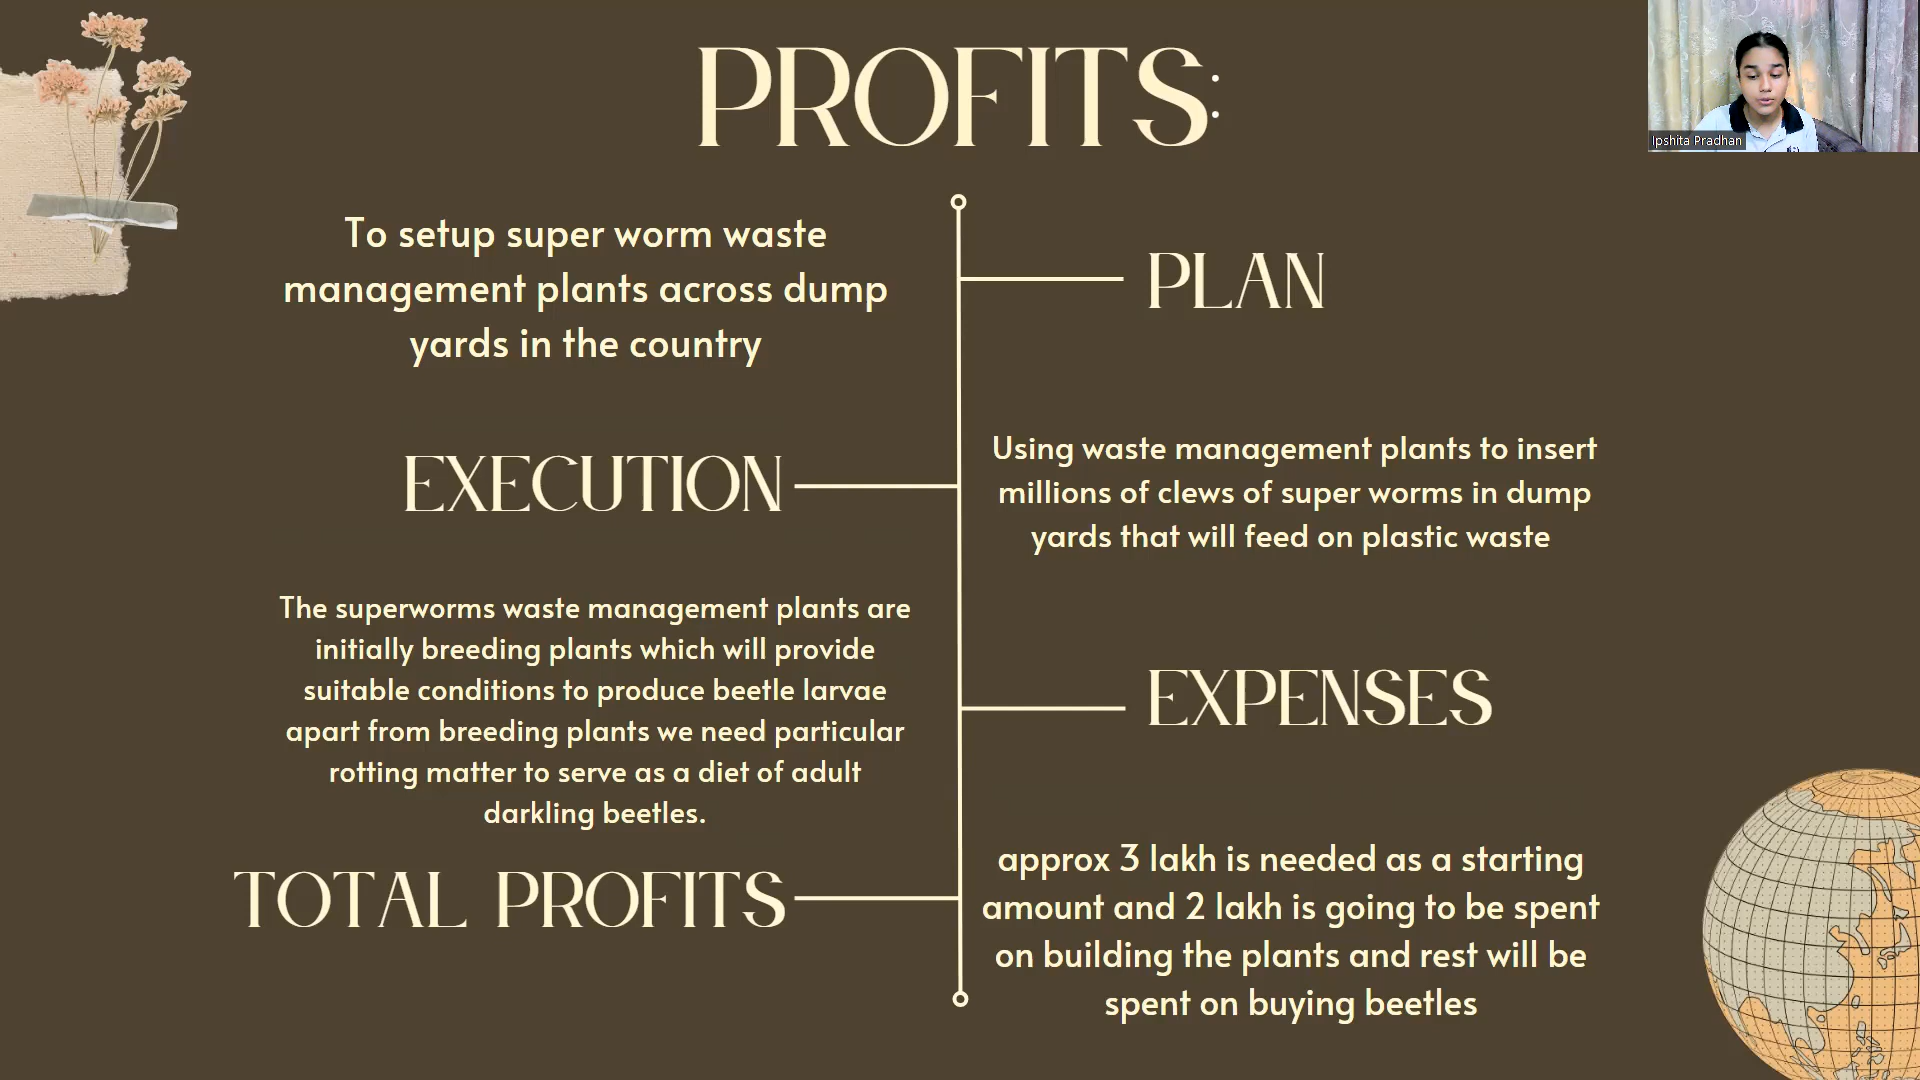 PROFITS:
Ipshita Pradhan
To setup super worm waste
management plants across dump
yards in the country
PLAN
EXECUTION
Using waste management plants to insert
millions of clews of super worms in dump
yards that will feed on plastic waste
The superworms waste management plants are
initially breeding plants which will provide
suitable conditions to produce beetle larvae
apart from breeding plants we need particular
rotting matter to serve as a diet of adult
darkling beetles.
EXPENSES
TOTAL PROFITS
approx 3 lakh is needed as a starting
amount and 2 lakh is going to be spent
on building the plants and rest will be
spent on buying beetles